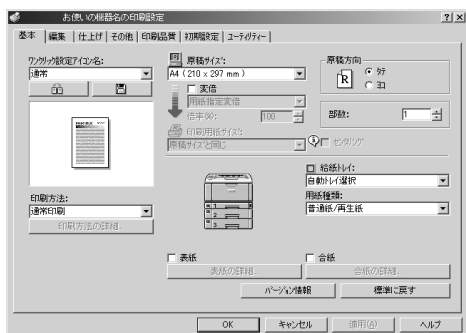 お使いの機器名の印刷設定
基本 編集 仕上げ その他 印刷品質 初期設定 ユーティリティー
ワンクリック設定アイコン名:
通常
印刷方法:
通常印刷
印刷方法の詳細...
原稿サイズ:
A4 (210 x 297 mm)
変倍
用紙指定変倍
倍率(%): 100
印刷用紙サイズ:
原稿サイズと同じ
原稿方向
R
タテ
ヨコ
部数: 1
センタリング
1
2
3
給紙トレイ:
自動トレイ選択
用紙種類:
普通紙/再生紙
表紙
表紙の詳細...
合紙
合紙の詳細...
バージョン情報 標準に戻す
OK キャンセル 適用(A) ヘルプ